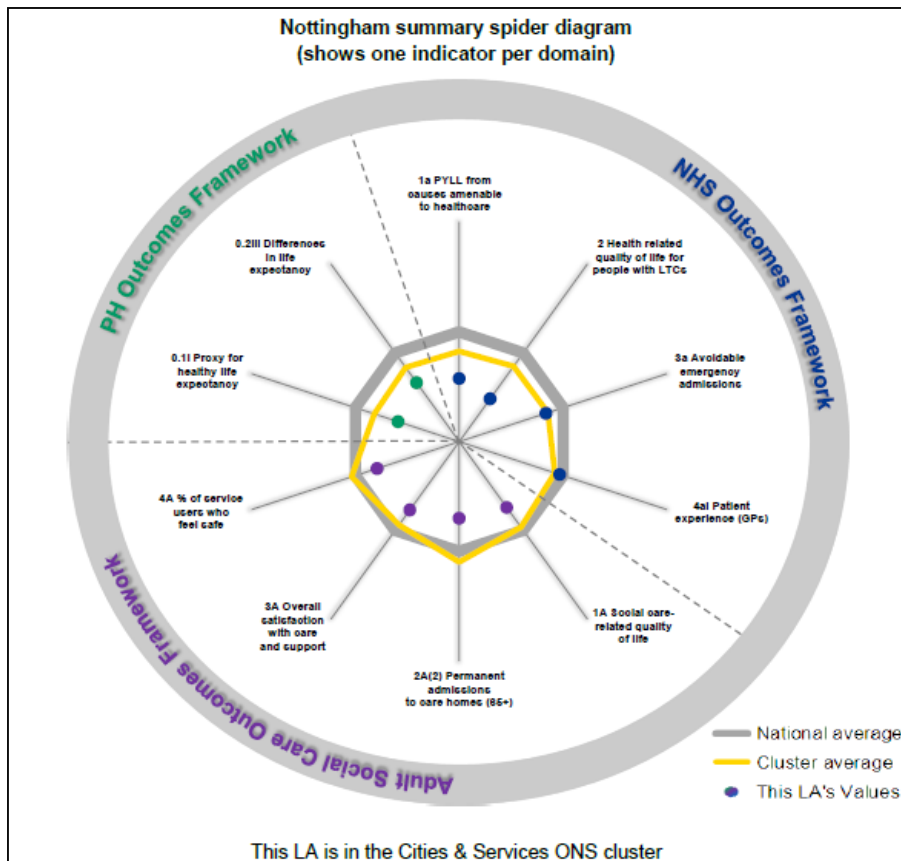 Nottingham summary spider diagram
(shows one indicator per domain)
PH Outcomes Framework
NHS Outcomes Framework
Adult Social Care Outcomes Framework
1a PYLL from
causes amenable
to healthcare
2 Health related
quality of life for
people with LTCs
3a Avoidable
emergency
admissions
4ai Patient
experience (GPs)
1A Social care-
related quality
of life
2A(2) Permanent
admissions
to care homes (65+)
3A Overall
satisfaction
with care
and support
4A % of service
users who
feel safe
0.1i Proxy for
healthy life
expectancy
0.2iii Differences
in life
expectancy
National average
Cluster average
This LA's Values
This LA is in the Cities & Services ONS cluster